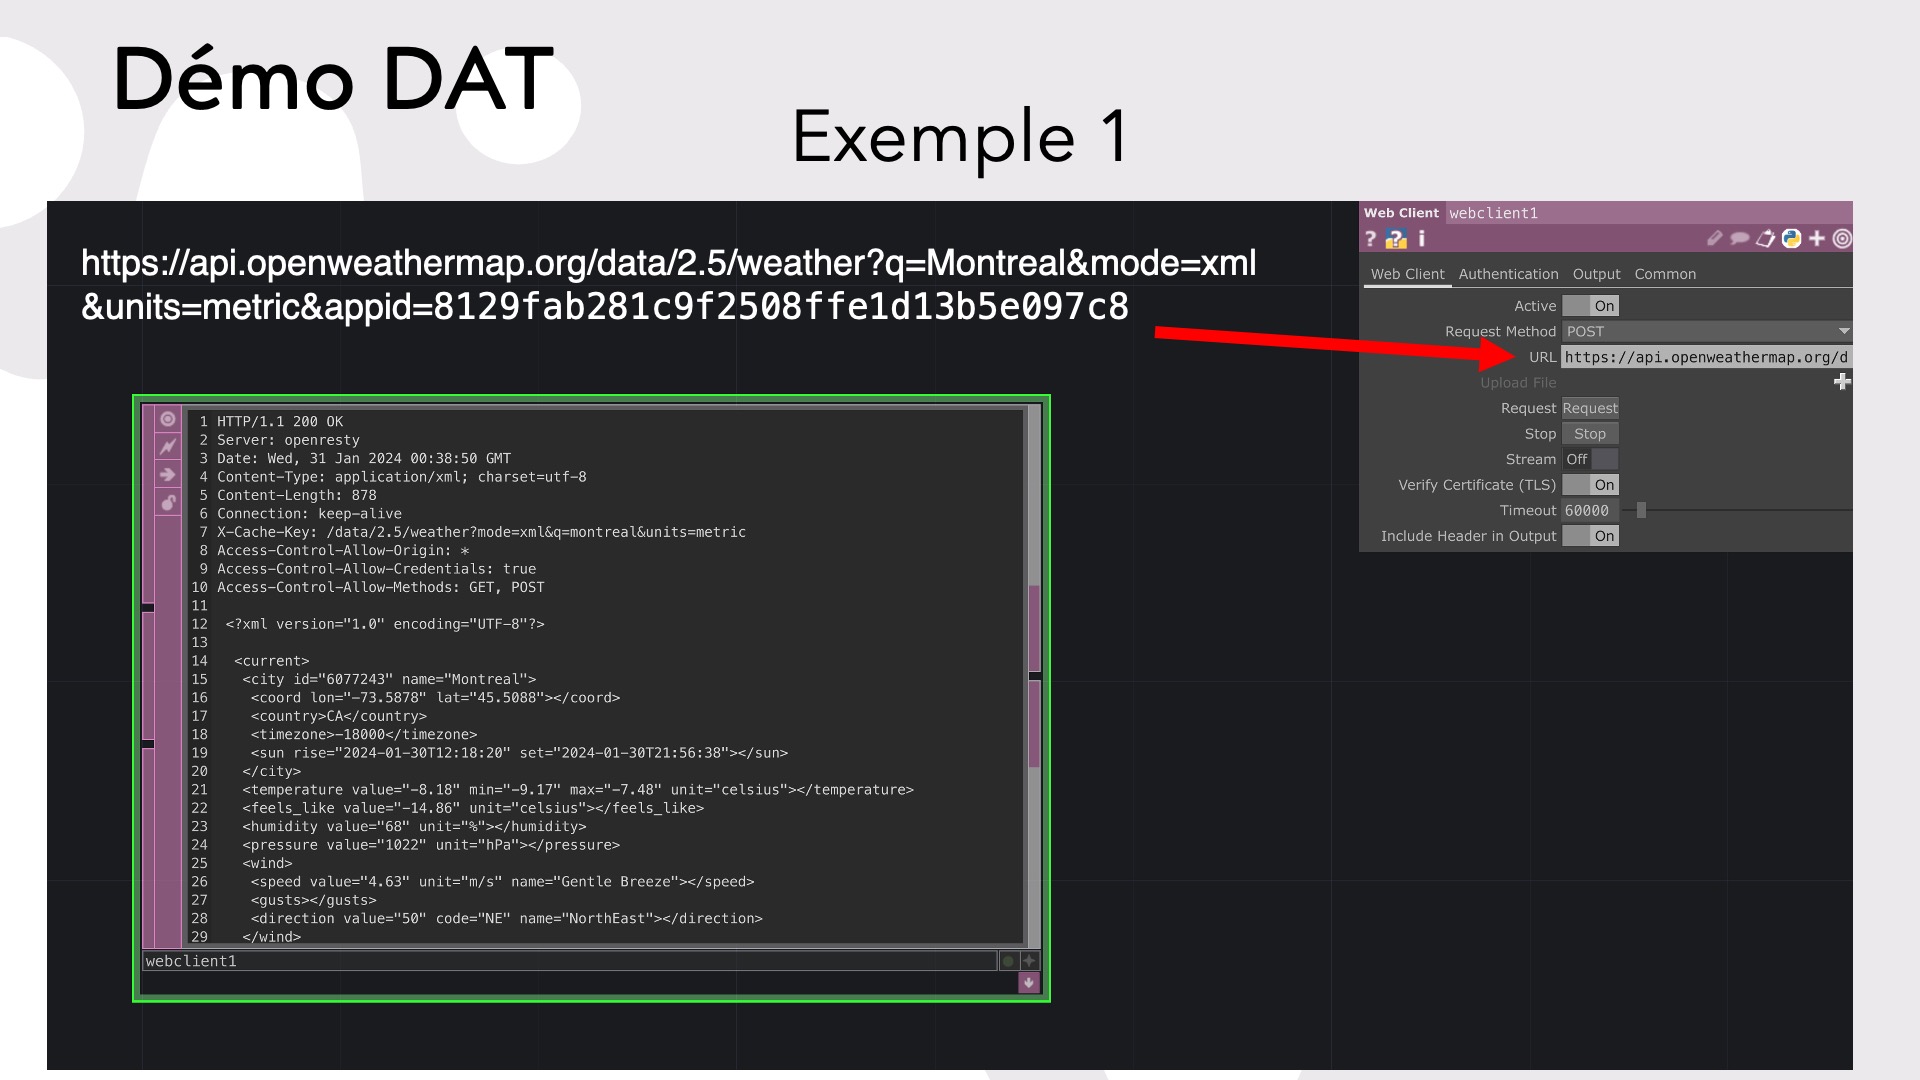 Démo DAT
Exemple 1
https://api.openweathermap.org/data/2.5/weather?q=Montreal&mode=xml
&units=metric&appid=8129fab281c9f2508ffe1d13b5e097c8
Web Client webclient1
? ? i
Web Client Authentication Output Common
Active On
Request Method POST
URL https://api.openweathermap.org/d
Upload File
Request Request
Stop Stop
Stream Off
Verify Certificate (TLS) On
Timeout 60000
Include Header in Output On
1 HTTP/1.1 200 OK
2 Server: openresty
3 Date: Wed, 31 Jan 2024 00:38:50 GMT
4 Content-Type: application/xml; charset=utf-8
5 Content-Length: 878
6 Connection: keep-alive
7 X-Cache-Key: /data/2.5/weather?mode=xml&q=montreal&units=metric
8 Access-Control-Allow-Origin: *
9 Access-Control-Allow-Credentials: true
10 Access-Control-Allow-Methods: GET, POST
11
12 <?xml version="1.0" encoding="UTF-8"?>
13
14 <current>
15 <city id="6077243" name="Montreal">
16 <coord lon="-73.5878" lat="45.5088"></coord>
17 <country>CA</country>
18 <timezone>-18000</timezone>
19 <sun rise="2024-01-30T12:18:20" set="2024-01-30T21:56:38"></sun>
20 </city>
21 <temperature value="-8.18" min="-9.17" max="-7.48" unit="celsius"></temperature>
22 <feels_like value="-14.86" unit="celsius"></feels_like>
23 <humidity value="68" unit="%"></humidity>
24 <pressure value="1022" unit="hPa"></pressure>
25 <wind>
26 <speed value="4.63" unit="m/s" name="Gentle Breeze"></speed>
27 <gusts></gusts>
28 <direction value="50" code="NE" name="NorthEast"></direction>
29 </wind>
webclient1